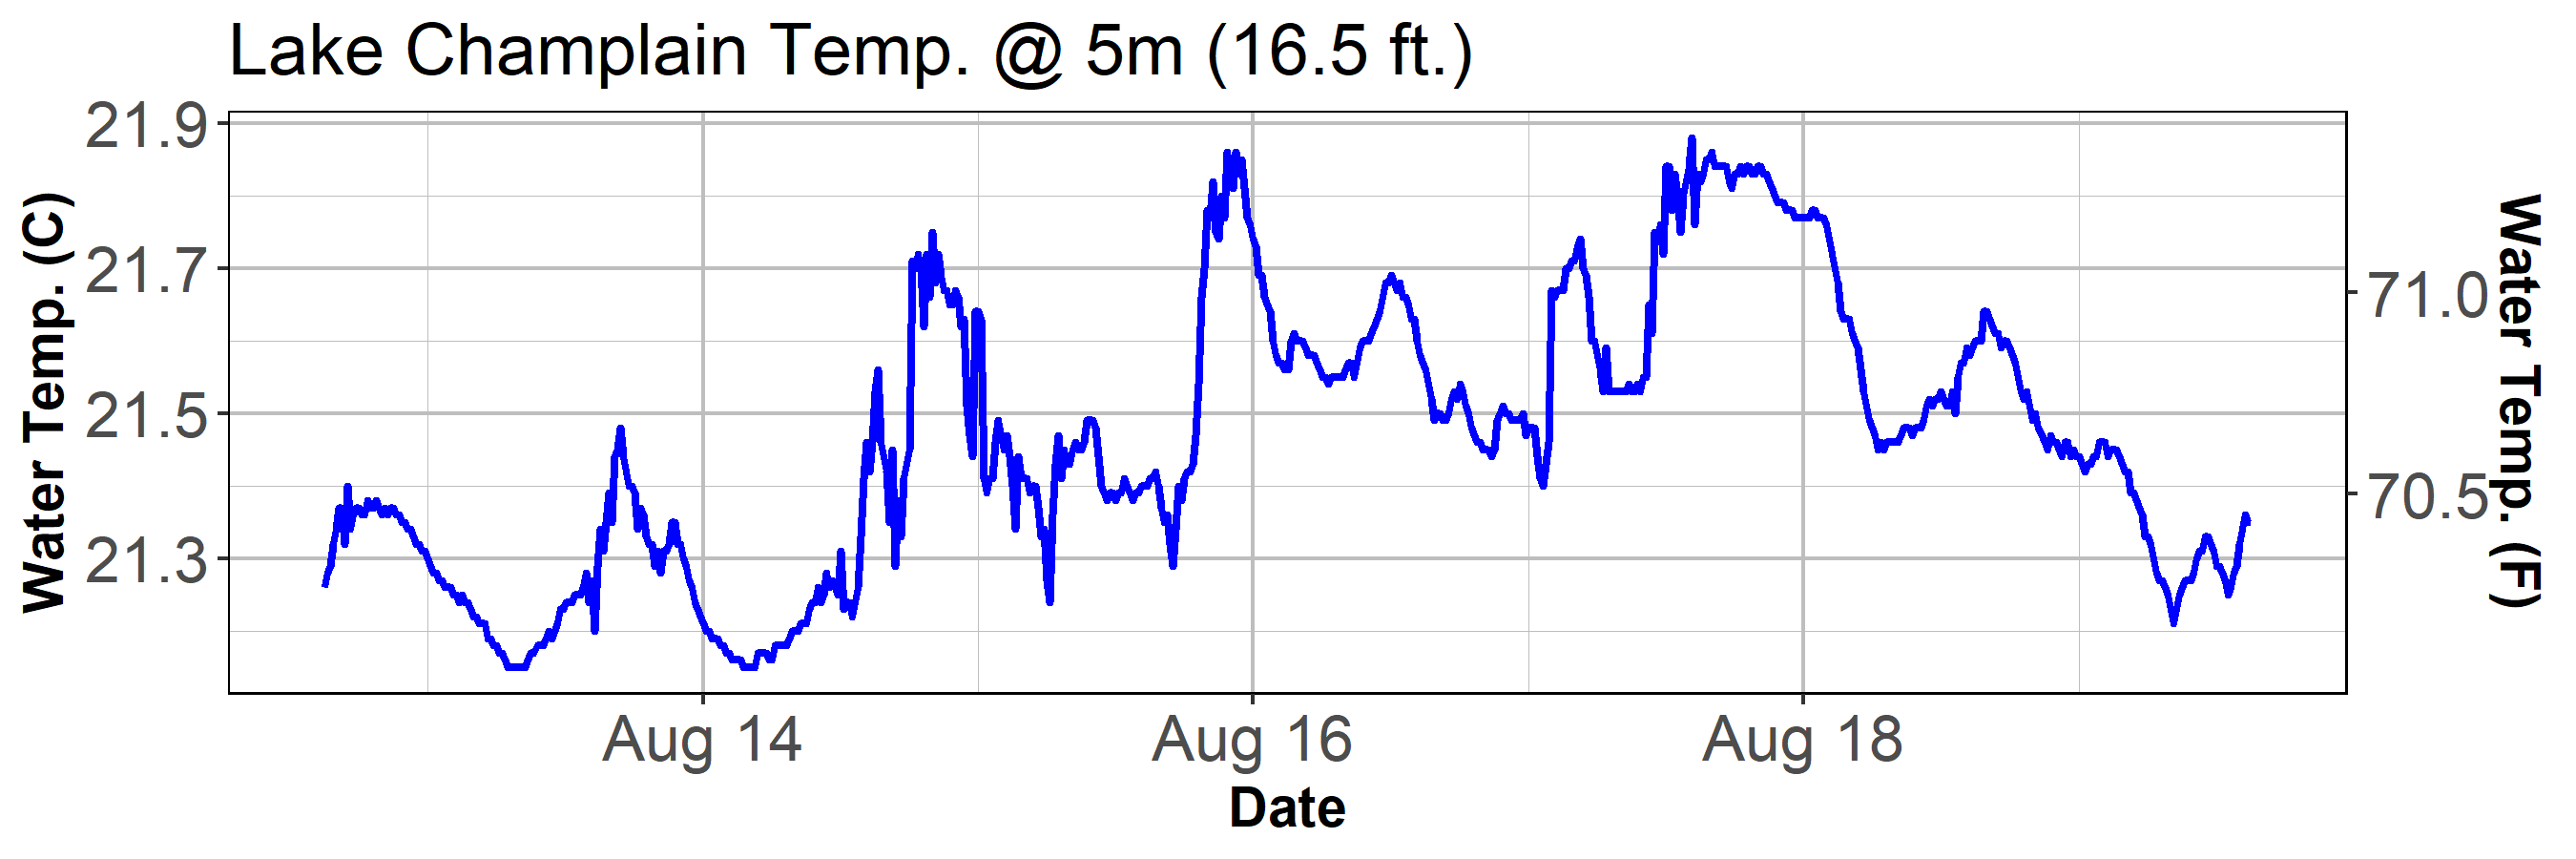 Lake Champlain Temp. @ 5m (16.5 ft.)
Water Temp. (C)
21.9
21.7
21.5
21.3
71.0
70.5
Water Temp. (F)
Aug 14
Aug 16
Aug 18
Date